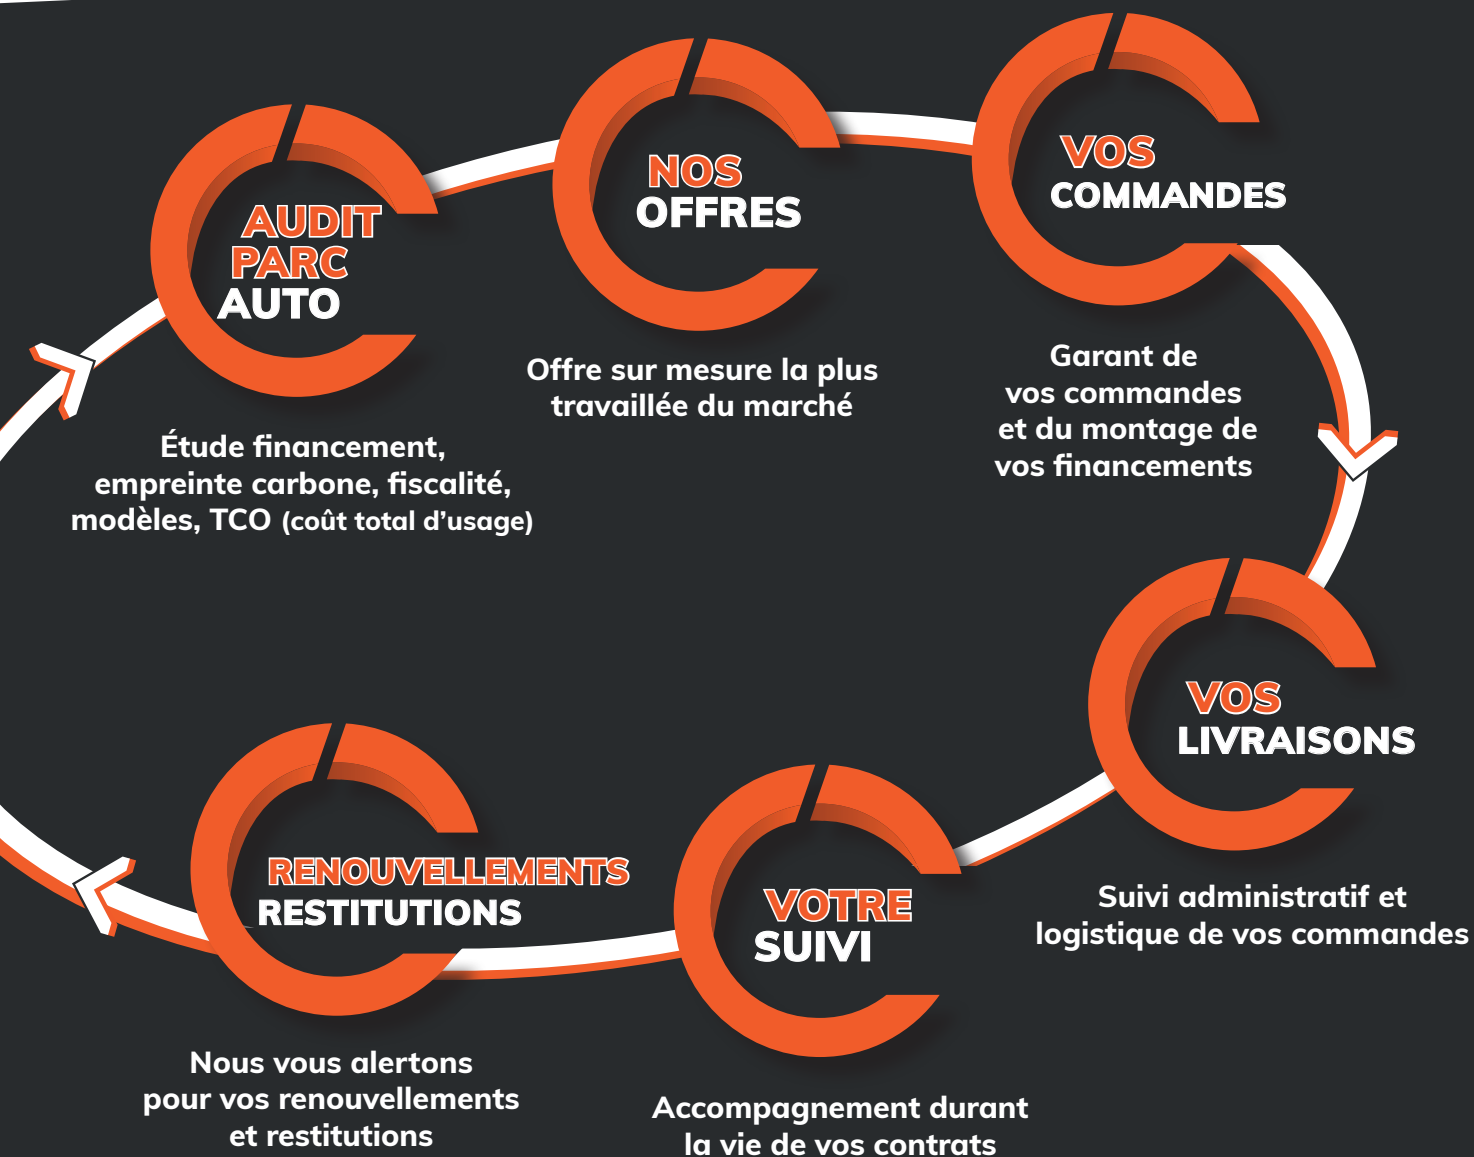 AUDIT
PARC
AUTO
Étude financement,
empreinte carbone, fiscalité,
modèles, TCO (coût total d’usage)
NOS
OFFRES
Offre sur mesure la plus
travaillée du marché
VOS
COMMANDES
Garant de
vos commandes
et du montage de
vos financements
VOS
LIVRAISONS
Suivi administratif et
logistique de vos commandes
VOTRE
SUIVI
Accompagnement durant
la vie de vos contrats
RENOUVELLEMENTS
RESTITUTIONS
Nous vous alertons
pour vos renouvellements
et restitutions